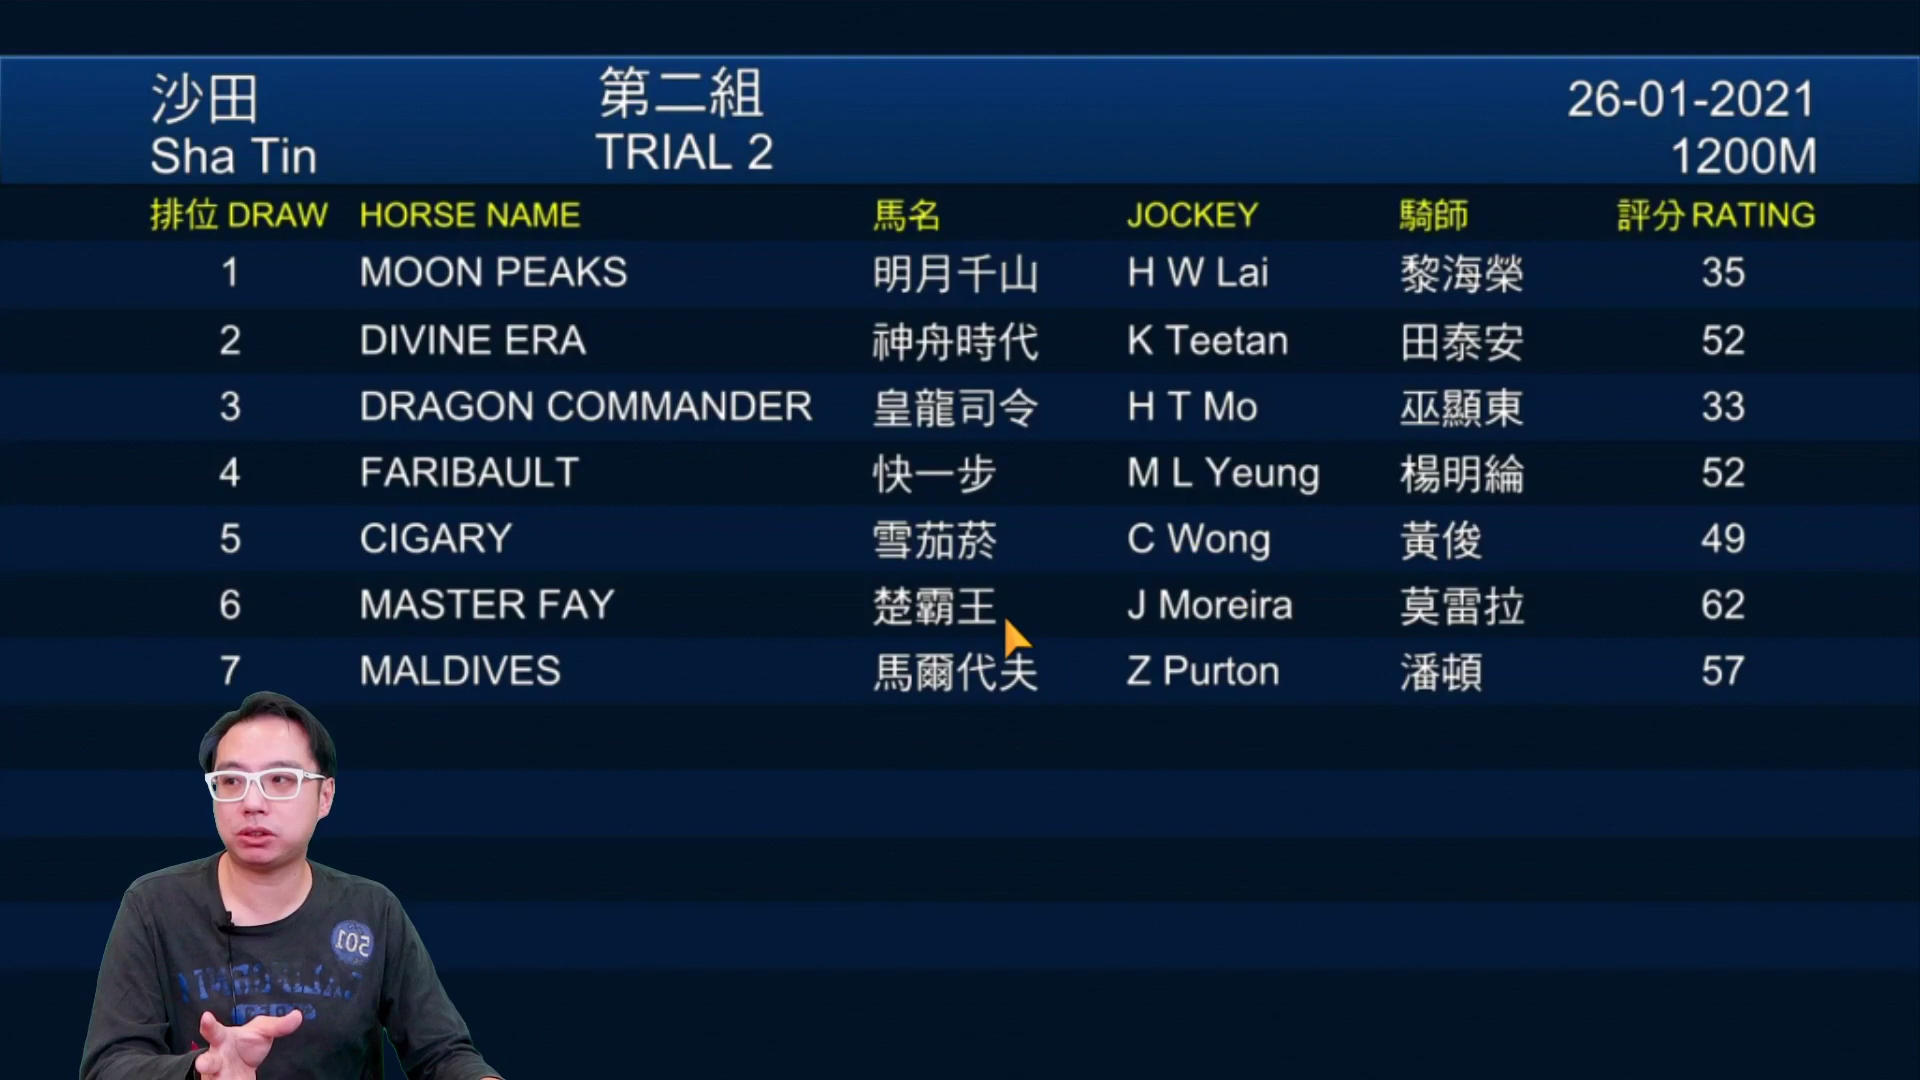 沙田 第二組 26-01-2021
Sha Tin TRIAL 2 1200M
排位 DRAW HORSE NAME 馬名 JOCKEY 騎師 評分 RATING
1 MOON PEAKS 明月千山 H W Lai 黎海榮 35
2 DIVINE ERA 神舟時代 K Teetan 田泰安 52
3 DRAGON COMMANDER 皇龍司令 H T Mo 巫顯東 33
4 FARIBAULT 快一步 M L Yeung 楊明綸 52
5 CIGARY 雪茄菸 C Wong 黃俊 49
6 MASTER FAY 楚霸王 J Moreira 莫雷拉 62
7 MALDIVES 馬爾代夫 Z Purton 潘頓 57
501